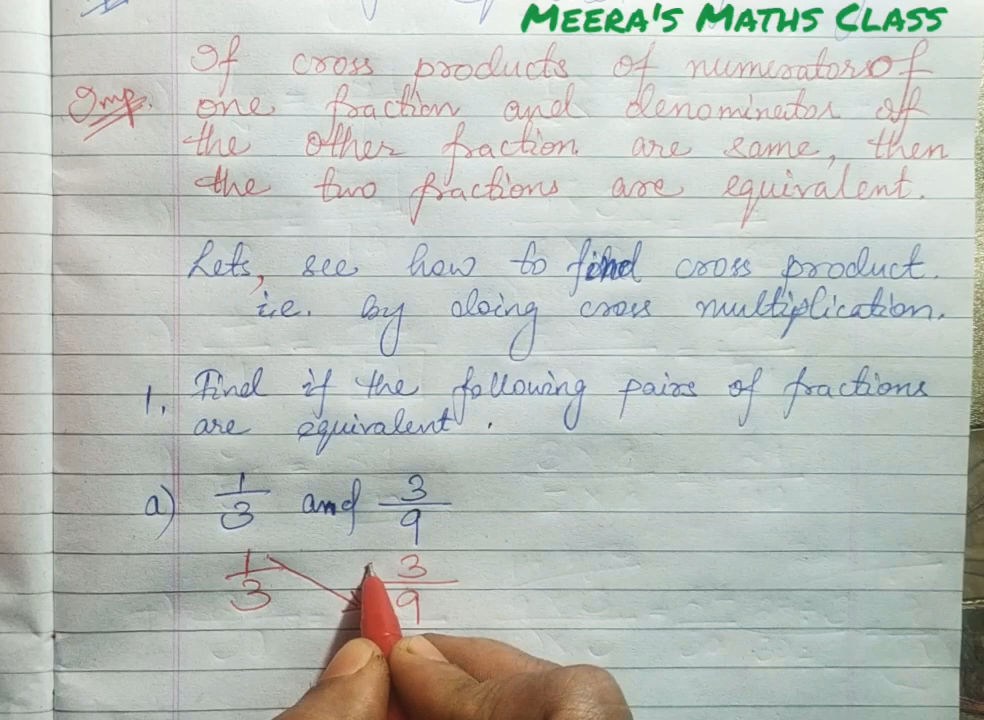 MEERA'S MATHS CLASS
If cross products of numerators of
Imp. one fraction and denominator of
the other fraction are same, then
the two fractions are equivalent.
Lets, see how to find cross product.
i.e. by doing cross multiplication.
1. Find if the following pairs of fractions
are equivalent.
a) 1/3 and 3/9
1/3 3/9